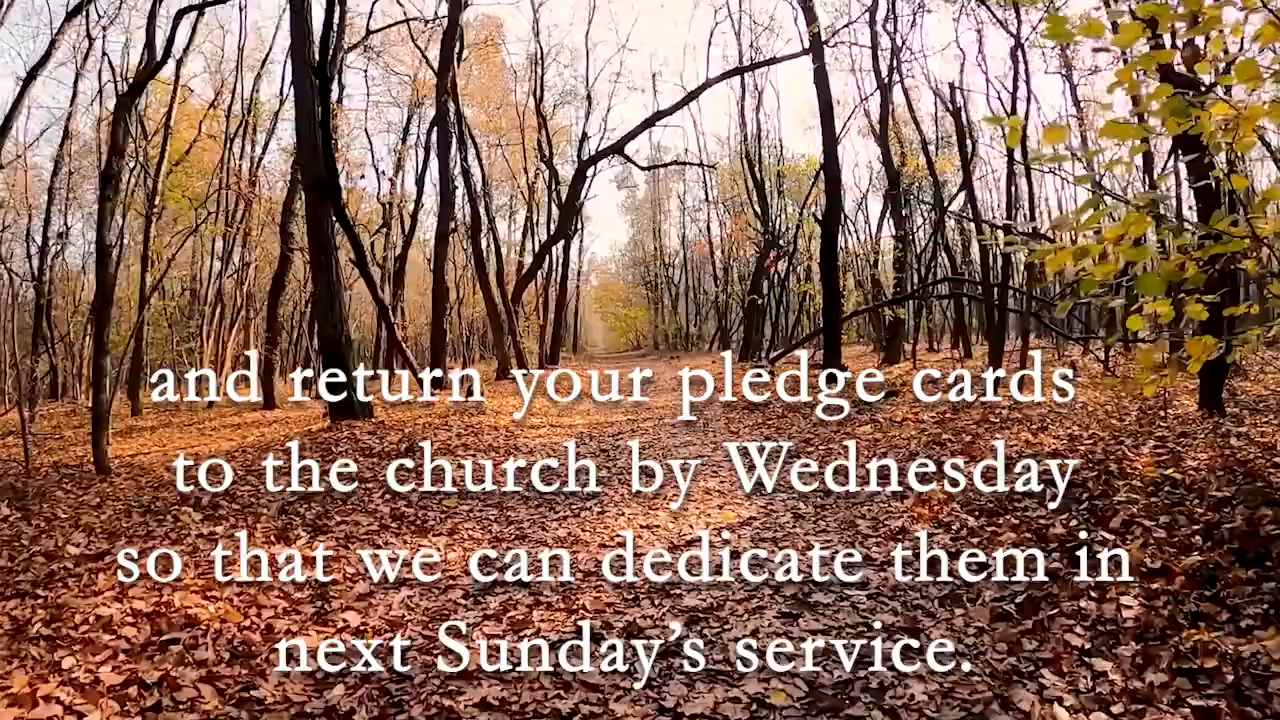 and return your pledge cards
to the church by Wednesday
so that we can dedicate them in
next Sunday’s service.